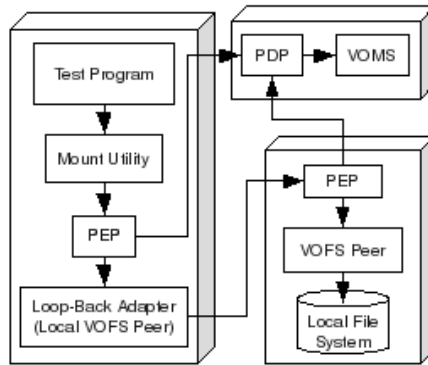 Test Program
Mount Utility
PEP
Loop-Back Adapter
(Local VOFS Peer)
PDP
VOMS
PEP
VOFS Peer
Local File
System